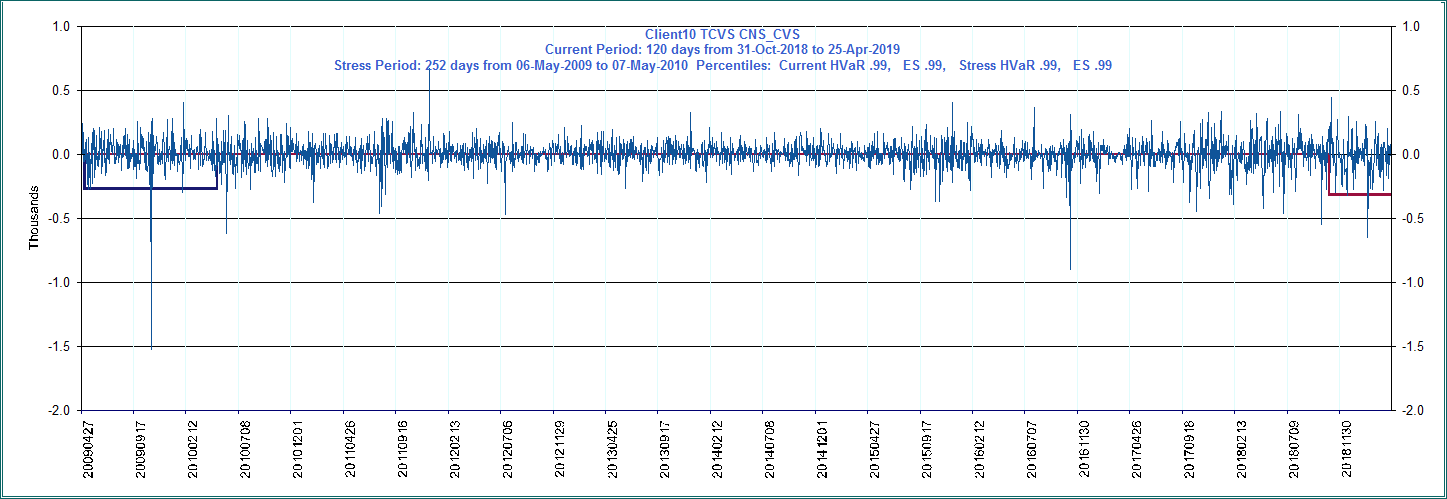 Client10 TCVS CNS_CVS
Current Period: 120 days from 31-Oct-2018 to 25-Apr-2019
Stress Period: 252 days from 06-May-2009 to 07-May-2010  Percentiles:  Current HVaR .99,   ES .99,   Stress HVaR .99,   ES .99
1.0 1.0
0.5 0.5
0.0 0.0
-0.5 -0.5
-1.0 -1.0
-1.5 -1.5
-2.0 -2.0
Thousands
20090427 20090917 20100212 20100708 20101201 20110426 20110916 20120213 20120706 20121129 20130425 20130917 20140212 20140708 20141201 20150427 20150917 20160212 20160707 20161130 20170426 20170918 20180213 20180709 20181130